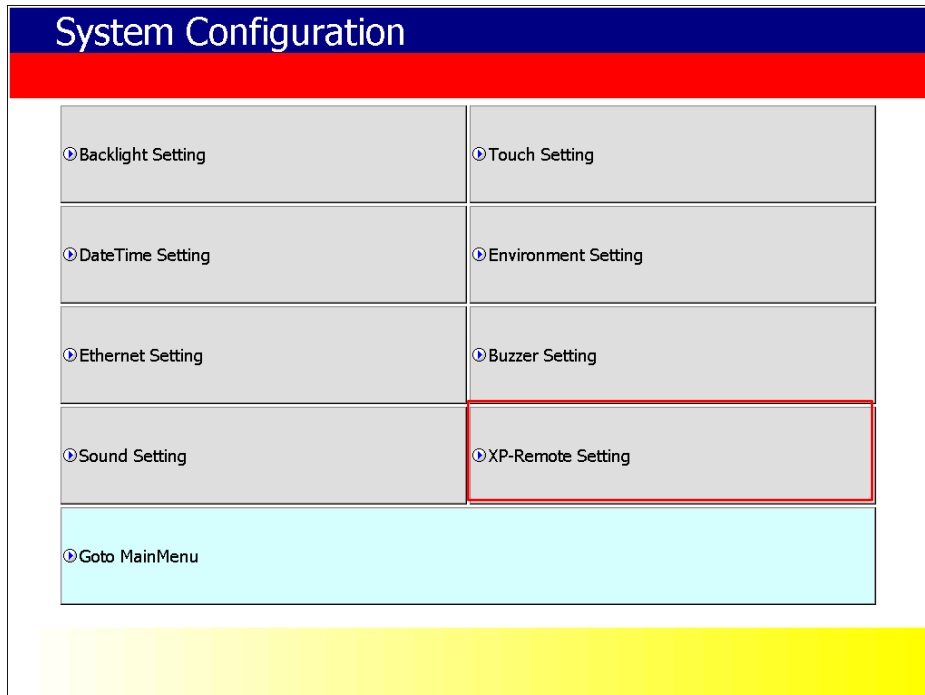 System Configuration
Backlight Setting
Touch Setting
DateTime Setting
Environment Setting
Ethernet Setting
Buzzer Setting
Sound Setting
XP-Remote Setting
Goto MainMenu